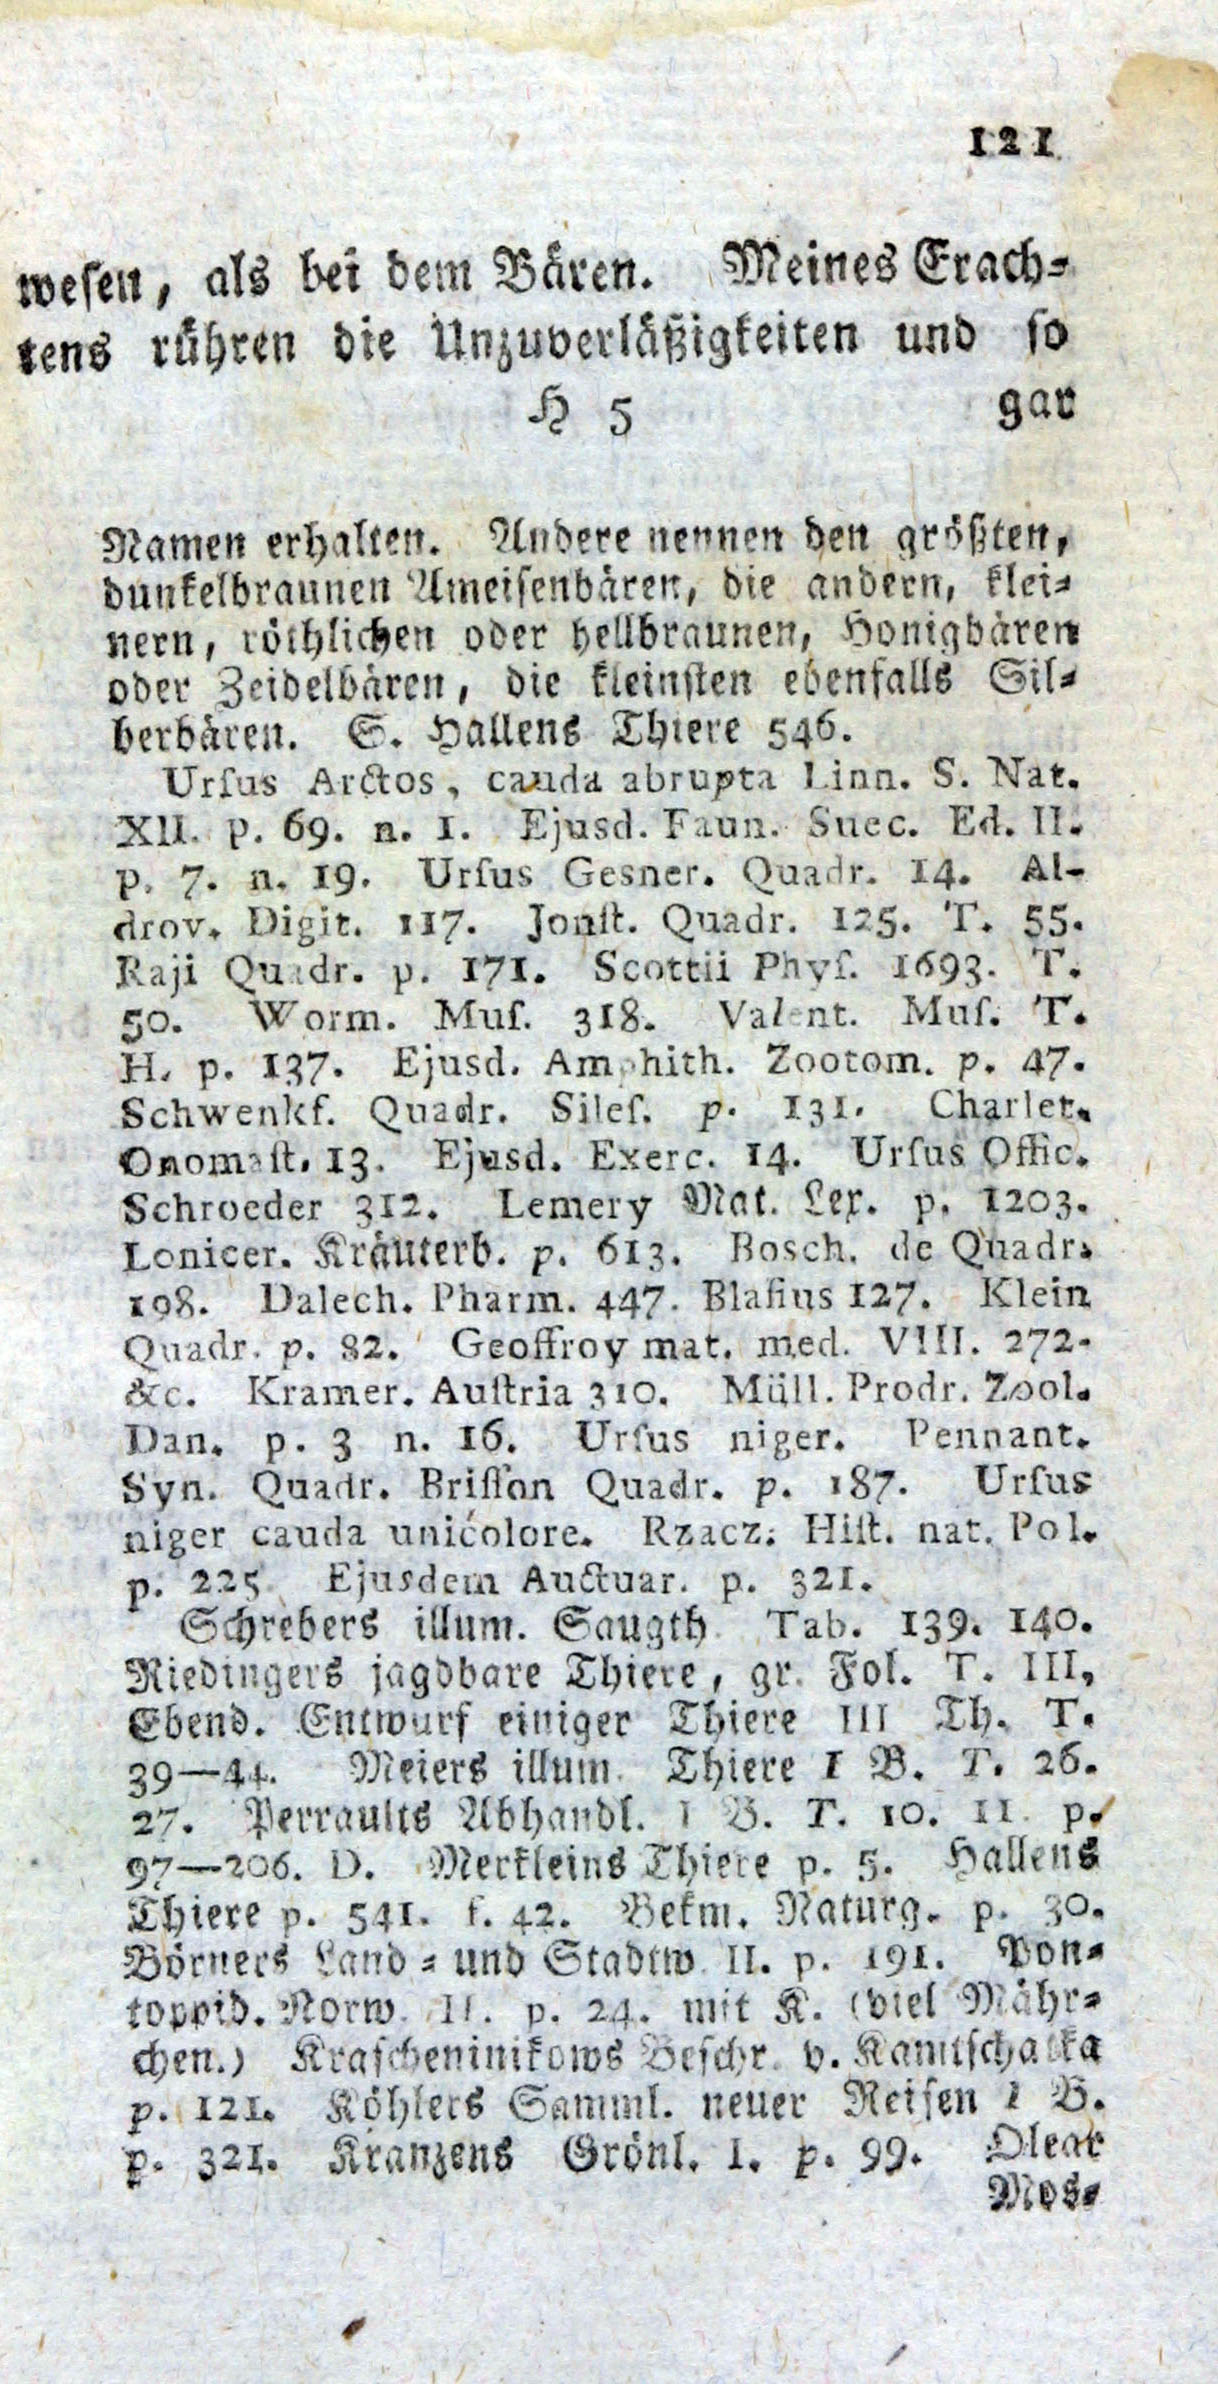 121
wesen, als bei dem Bären. Meines Erach-
tens rühren die Unzuverläßigkeiten und so
H 5 gar
Namen erhalten. Andere nennen den größten,
dunkelbraunen Ameisenbären, die andern, klei-
nern, röthlichen oder hellbraunen, Honigbären
oder Zeidelbären, die kleinsten ebenfalls Sil-
berbären. S. Hallens Thiere 546.
Urſus Arctos, cauda abrupta Linn. S. Nat.
XII. p. 69. n. 1. Ejusd. Faun. Suec. Ed. II.
p. 7. n. 19. Urſus Gesner. Quadr. 14. Al-
drov. Digit. 117. Jonſt. Quadr. 125. T. 55.
Raji Quadr. p. 171. Scottii Phyſ. 1693. T.
50. Worm. Muſ. 318. Valent. Muſ. T.
H. p. 137. Ejusd. Amphith. Zootom. p. 47.
Schwenkf. Quadr. Sileſ. p. 131. Charlet.
Onomaſt. 13. Ejusd. Exerc. 14. Urſus Offic.
Schroeder 312. Lemery Mat. Lex. p. 1203.
Lonicer. Kräuterb. p. 613. Bosch. de Quadr.
198. Dalech. Pharm. 447. Blaſius 127. Klein
Quadr. p. 82. Geoffroy mat. med. VIII. 272.
&c. Kramer. Auſtria 310. Müll. Prodr. Zool.
Dan. p. 3 n. 16. Urſus niger. Pennant.
Syn. Quadr. Briſſon Quadr. p. 187. Urſus
niger cauda unicolore. Rzacz. Hiſt. nat. Pol.
p. 225. Ejusdem Auctuar. p. 321.
Schrebers illum. Saugth. Tab. 139. 140.
Riedingers jagdbare Thiere, gr. Fol. T. III,
Ebend. Entwurf einiger Thiere III Th. T.
39—44. Meiers illum. Thiere I B. T. 26.
27. Perraults Abhandl. I B. T. 10. 11. p.
97—206. D. Merkleins Thiere p. 5. Hallens
Thiere p. 541. f. 42. Bekm. Naturg. p. 30.
Börners Land- und Stadtw. II. p. 191. Pon-
toppid. Norw. II. p. 24. mit K. (viel Mähr-
chen.) Krascheninikows Beschr. v. Kamtschatka
p. 121. Köhlers Samml. neuer Reisen I B.
p. 321. Kranzens Grönl. I. p. 99. Olear
Mos-